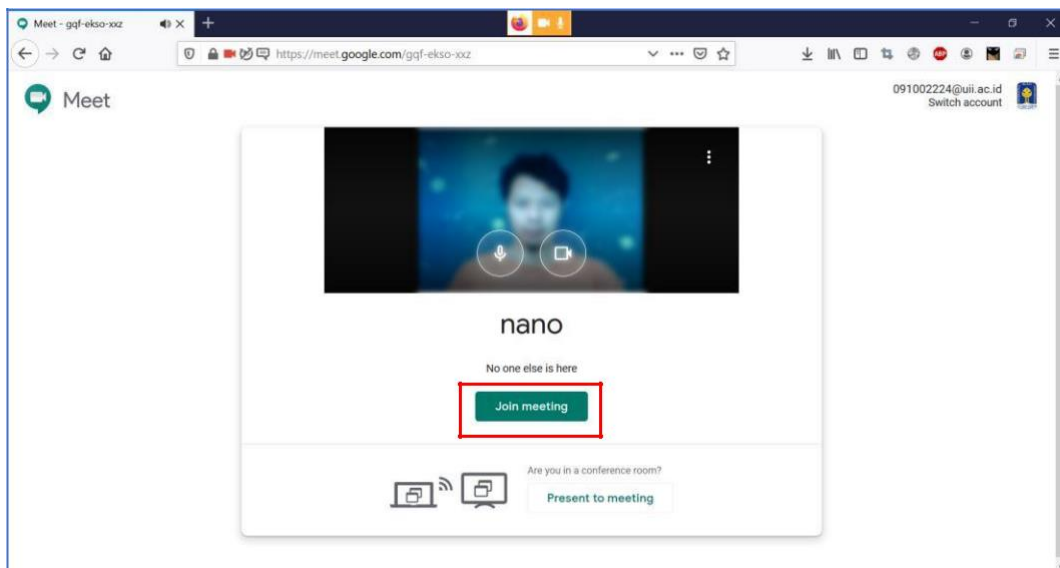 Meet - gqf-ekso-xxz
https://meet.google.com/gqf-ekso-xxz
ABP
Meet
091002224@uii.ac.id
Switch account
nano
No one else is here
Join meeting
Are you in a conference room?
Present to meeting